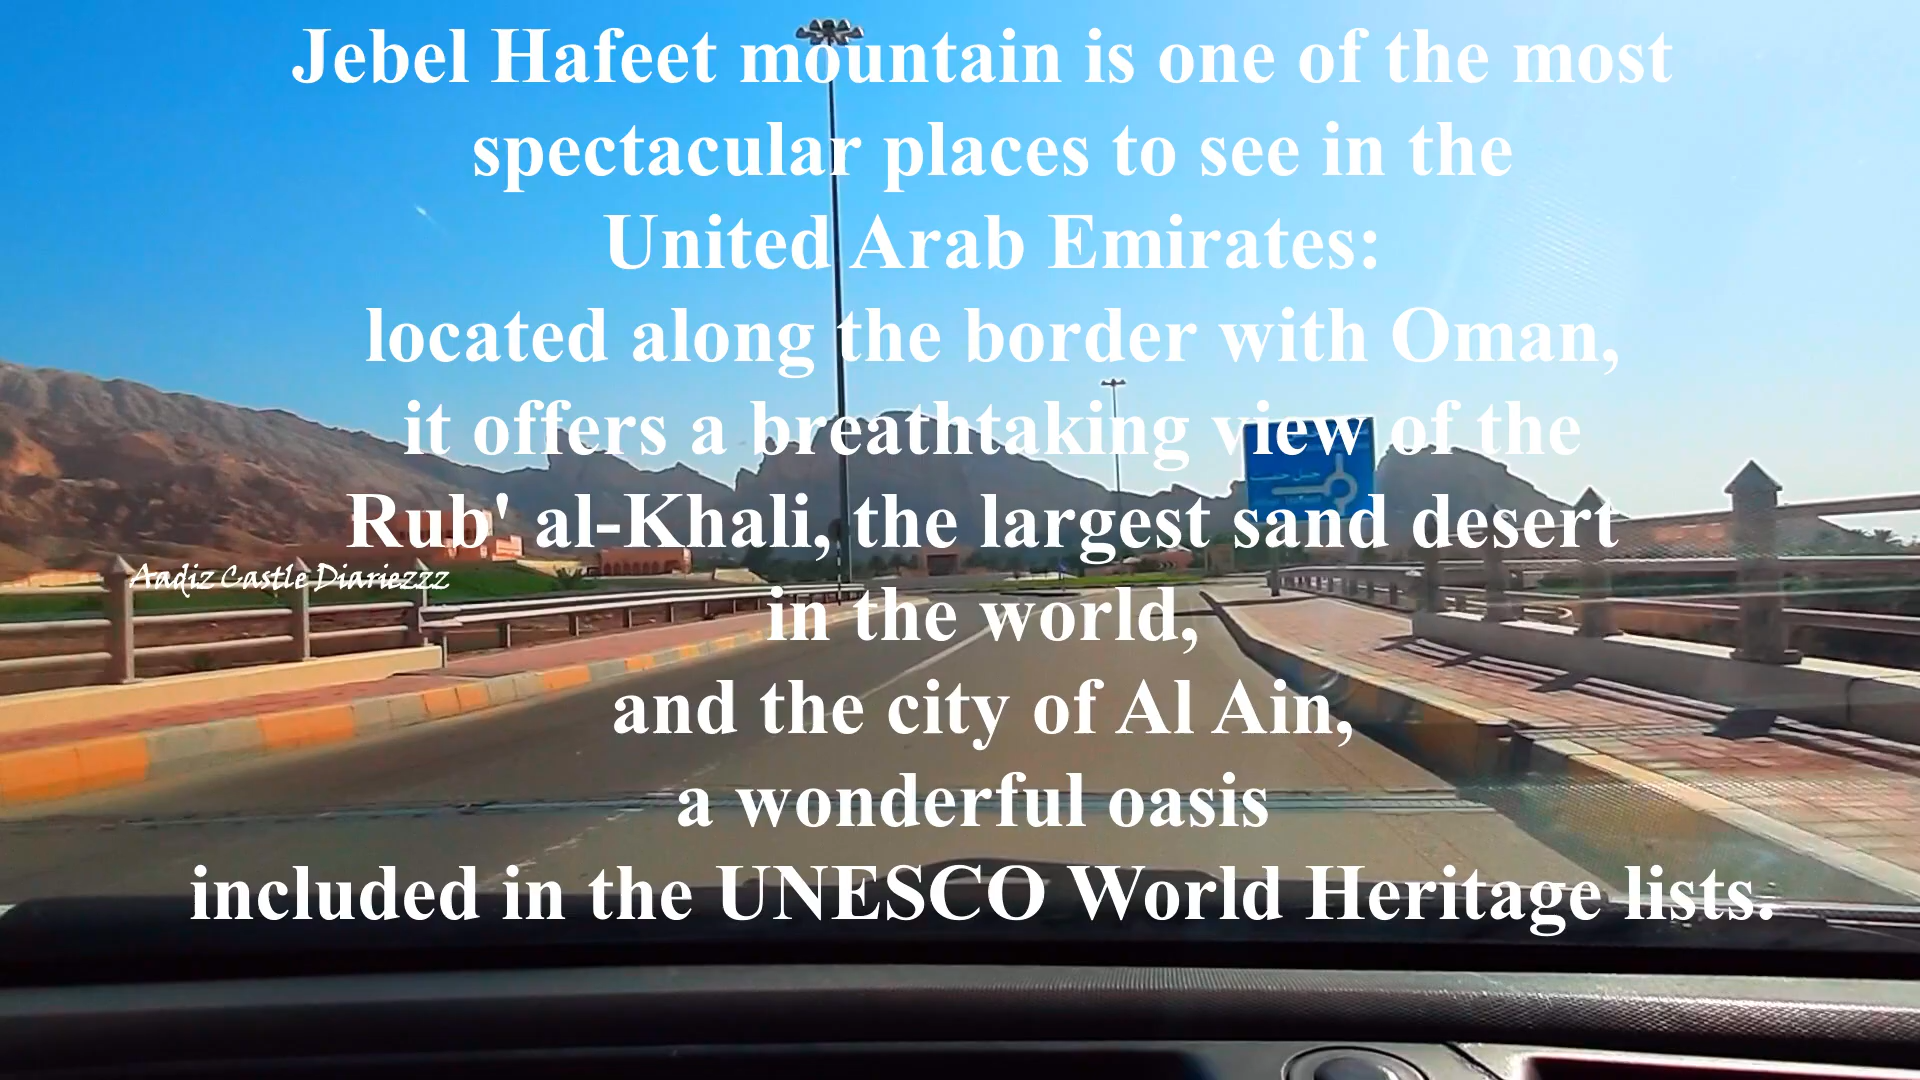 Jebel Hafeet mountain is one of the most
spectacular places to see in the
United Arab Emirates:
located along the border with Oman,
it offers a breathtaking view of the
Rub' al-Khali, the largest sand desert
in the world,
and the city of Al Ain,
a wonderful oasis
included in the UNESCO World Heritage lists.
Aadiz Castle Diariezzz